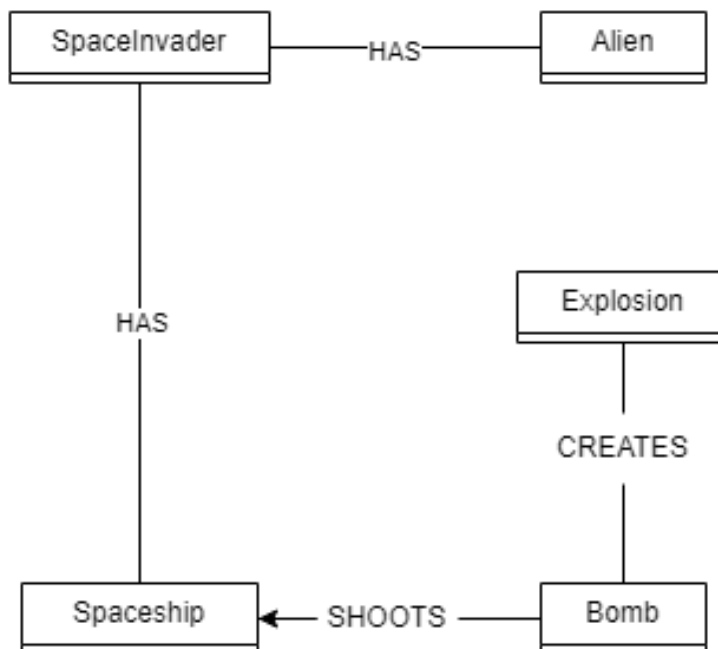 SpaceInvader
HAS
Alien
Explosion
HAS
CREATES
Spaceship
SHOOTS
Bomb